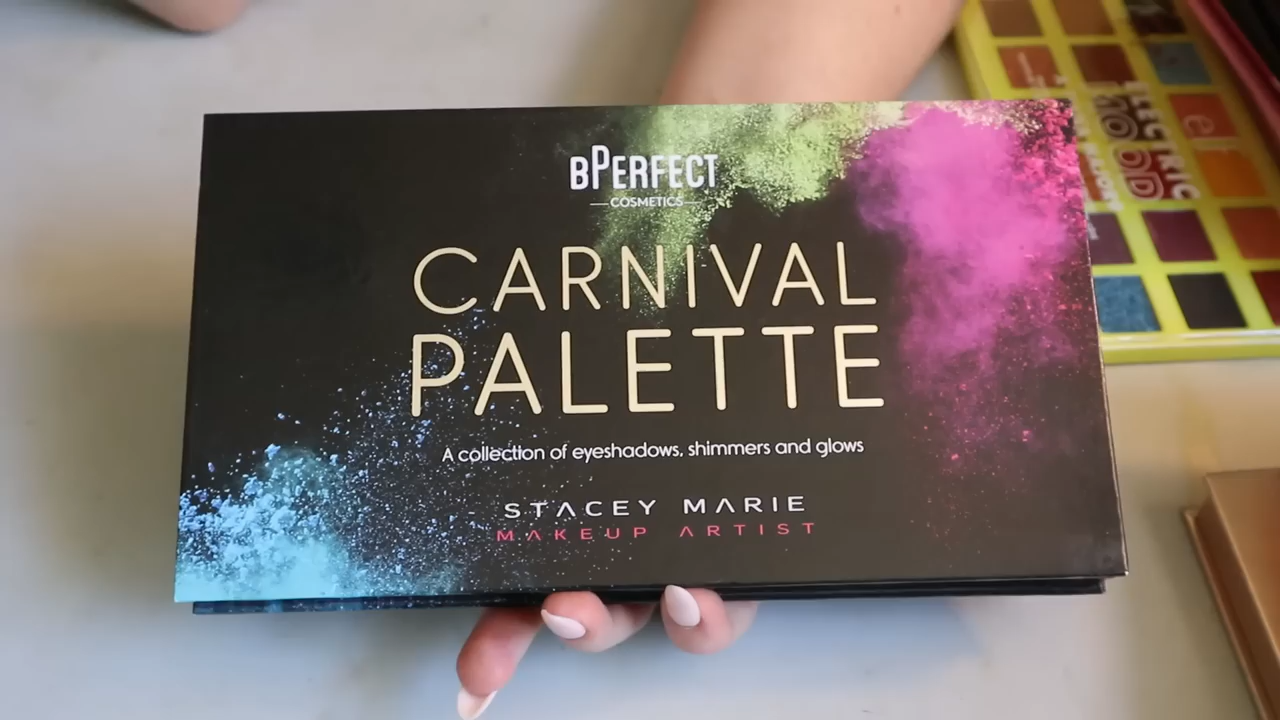 BPERFECT
COSMETICS
CARNIVAL
PALETTE
A collection of eyeshadows, shimmers and glows
STACEY MARIE
MAKEUP ARTIST